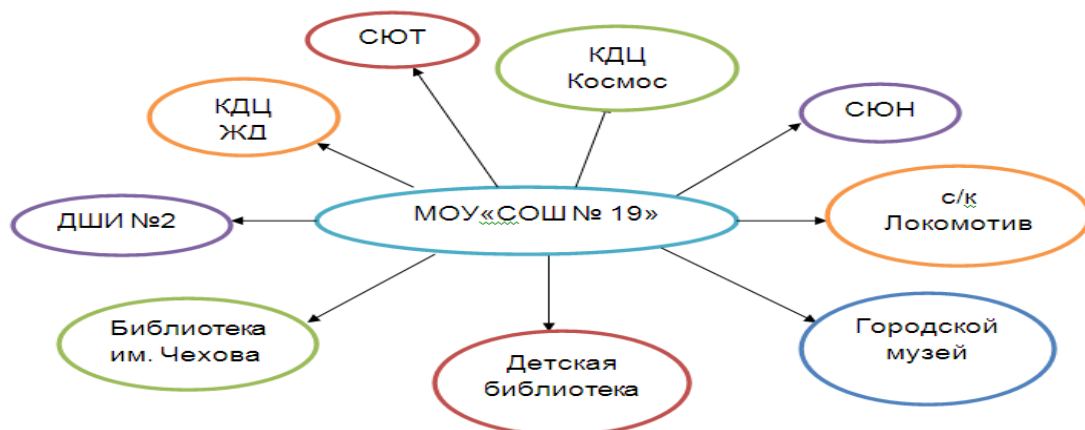 СЮТ
КДЦ
Космос
КДЦ
ЖД
СЮН
ДШИ №2
МОУ«СОШ № 19»
с/к
Локомотив
Библиотека
им. Чехова
Детская
библиотека
Городской
музей